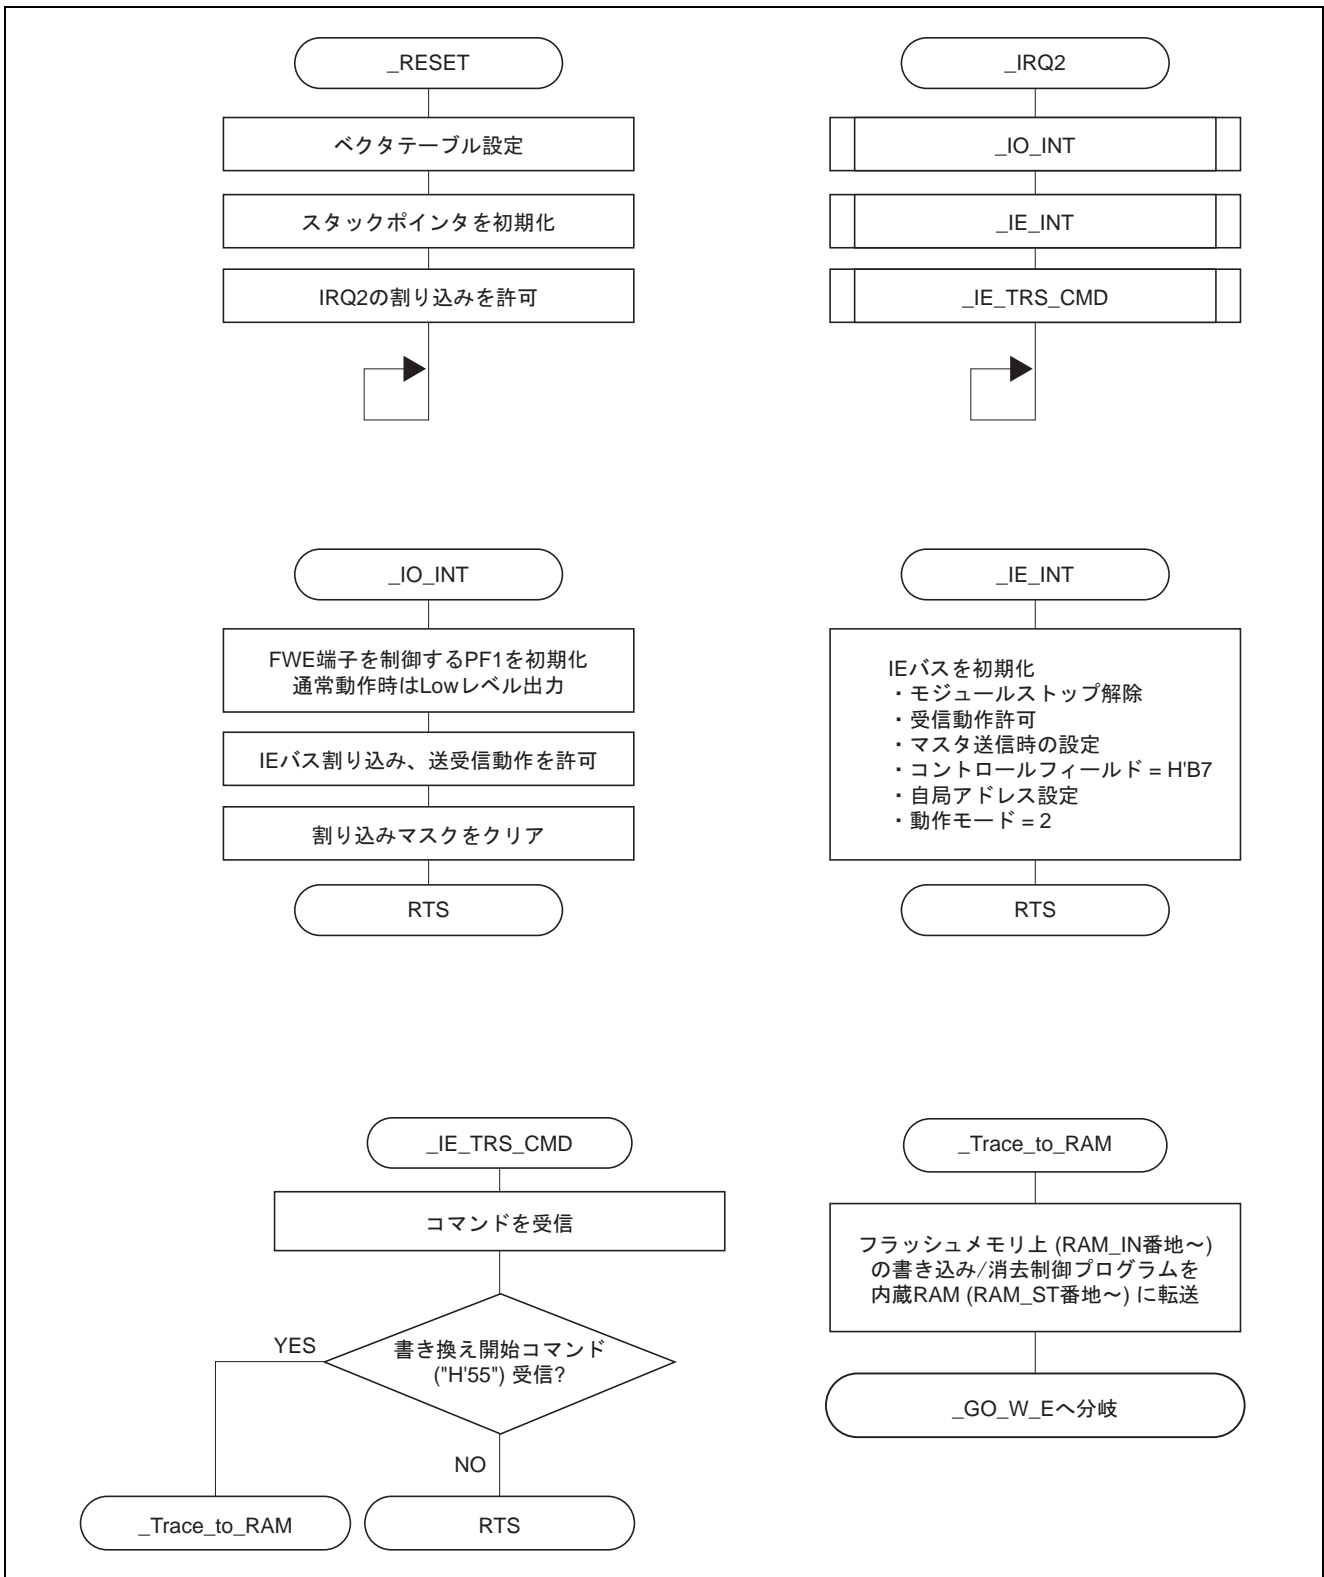 _RESET
ベクタテーブル設定
スタックポインタを初期化
IRQ2の割り込みを許可
_IRQ2
_IO_INT
_IE_INT
_IE_TRS_CMD
_IO_INT
FWE端子を制御するPF1を初期化
通常動作時はLowレベル出力
IEバス割り込み、送受信動作を許可
割り込みマスクをクリア
RTS
_IE_INT
IEバスを初期化
・モジュールストップ解除
・受信動作許可
・マスタ送信時の設定
・コントロールフィールド = H'B7
・自局アドレス設定
・動作モード = 2
RTS
_IE_TRS_CMD
コマンドを受信
書き換え開始コマンド
("H'55") 受信?
YES
NO
_Trace_to_RAM
RTS
_Trace_to_RAM
フラッシュメモリ上 (RAM_IN番地～)
の書き込み/消去制御プログラムを
内蔵RAM (RAM_ST番地～) に転送
_GO_W_Eへ分岐